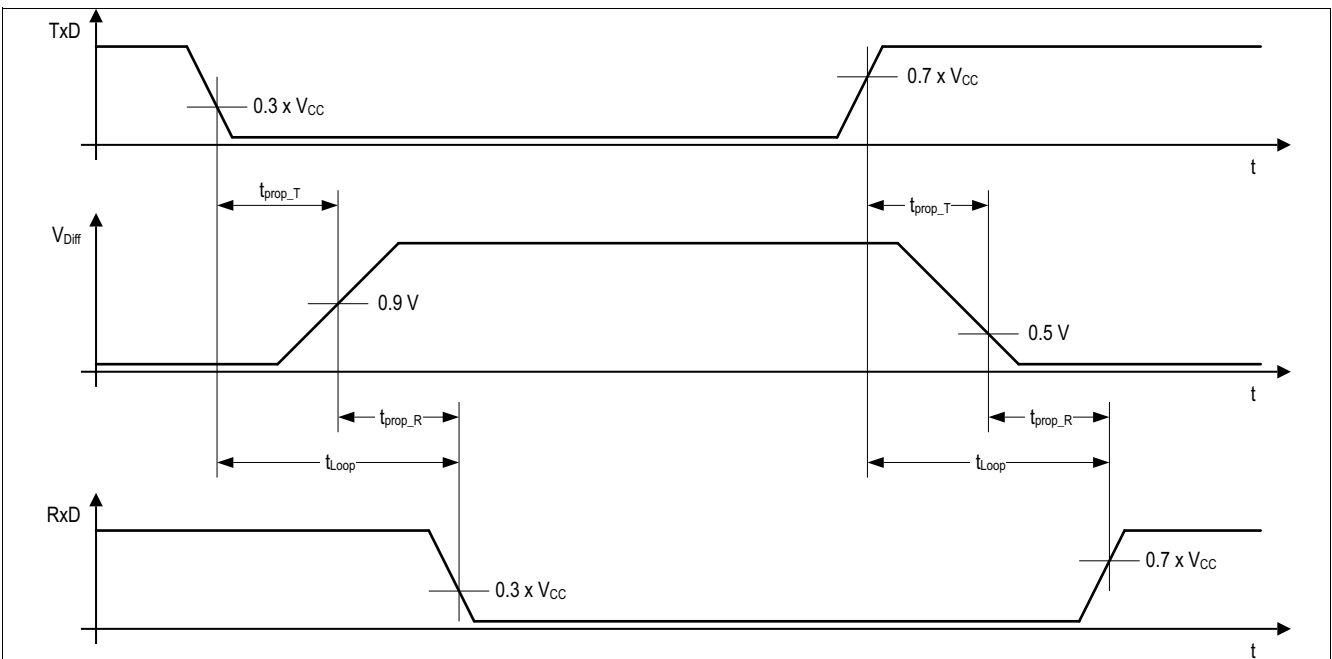 TxD
0.7 x VCC
0.3 x VCC
t
tprop_T
tprop_T
VDiff
0.9 V
0.5 V
t
tprop_R
tprop_R
tLoop
tLoop
RxD
0.7 x VCC
0.3 x VCC
t